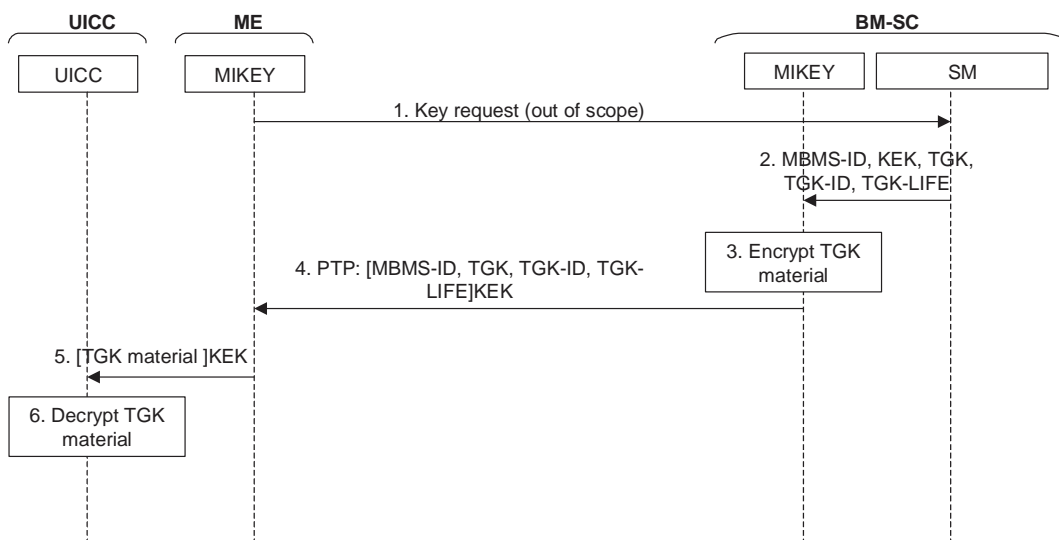 UICC
ME
BM-SC
UICC
MIKEY
MIKEY
SM
1. Key request (out of scope)
2. MBMS-ID, KEK, TGK,
TGK-ID, TGK-LIFE
3. Encrypt TGK
material
4. PTP: [MBMS-ID, TGK, TGK-ID, TGK-
LIFE]KEK
5. [TGK material ]KEK
6. Decrypt TGK
material